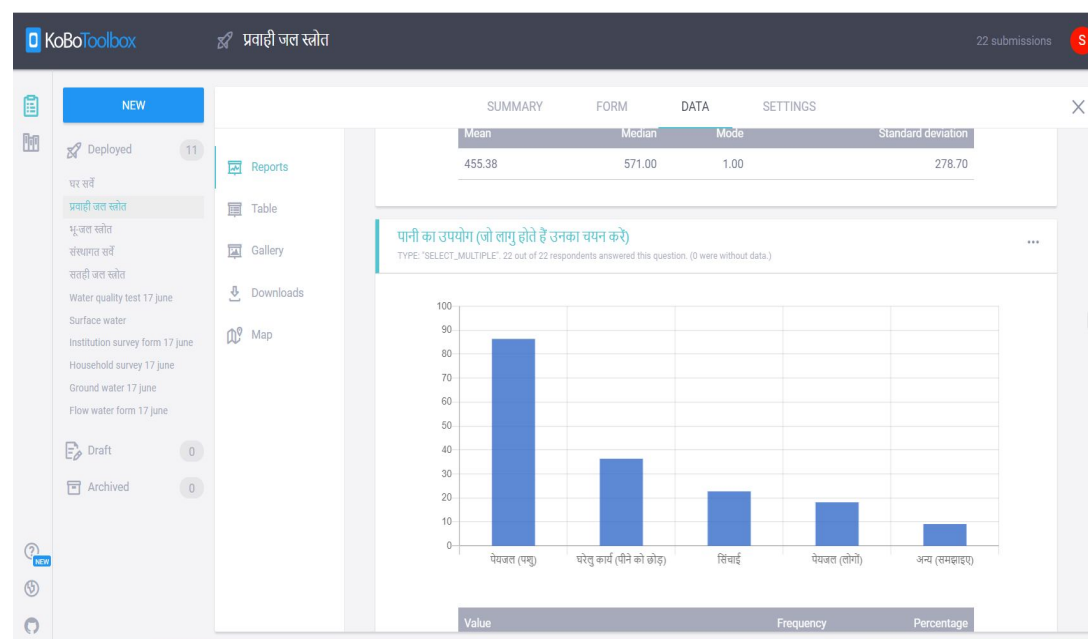 KoBoToolbox
प्रवाही जल स्त्रोत
22 submissions
S
NEW
SUMMARY FORM DATA SETTINGS
Deployed 11
घर सर्वे
प्रवाही जल स्त्रोत
भू-जल स्त्रोत
संस्थागत सर्वे
सतही जल स्त्रोत
Water quality test 17 june
Surface water
Institution survey form 17 june
Household survey 17 june
Ground water 17 june
Flow water form 17 june
Draft 0
Archived 0
NEW
Reports
Table
Gallery
Downloads
Map
Mean Median Mode Standard deviation
455.38 571.00 1.00 278.70
पानी का उपयोग (जो लागु होते हैं उनका चयन करें)
TYPE: "SELECT_MULTIPLE". 22 out of 22 respondents answered this question. (0 were without data.)
100
90
80
70
60
50
40
30
20
10
0
पेयजल (पशु) घरेलु कार्य (पीने को छोड़) सिंचाई पेयजल (लोगों) अन्य (समझाइए)
Value Frequency Percentage